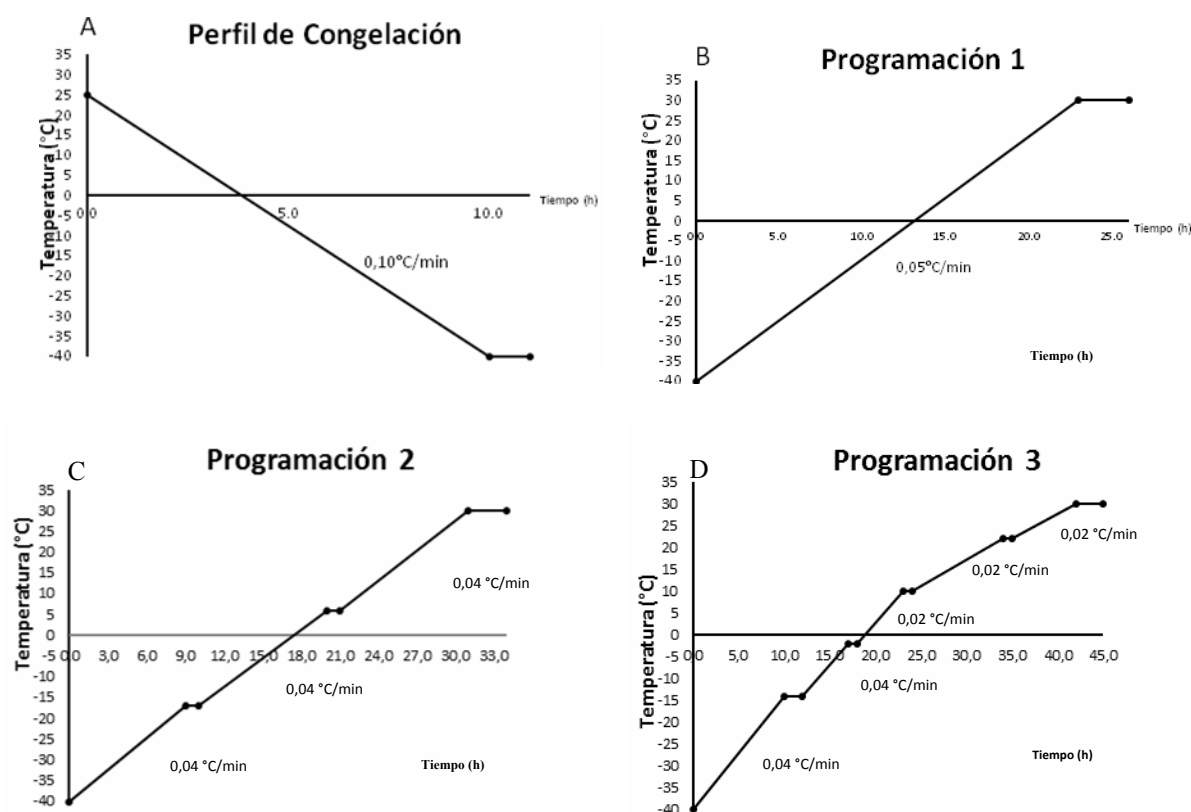 A
Perfil de Congelación
35
30
25
20
15
10
5
0
-5
-10
-15
-20
-25
-30
-35
-40
Temperatura (°C)
0.0 5.0 10.0
Tiempo (h)
0,10°C/min
B
Programación 1
35
30
25
20
15
10
5
0
-5
-10
-15
-20
-25
-30
-35
-40
Temperatura (°C)
0.0 5.0 10.0 15.0 20.0 25.0
Tiempo (h)
0,05°C/min
Tiempo (h)
C
Programación 2
35
30
25
20
15
10
5
0
-5
-10
-15
-20
-25
-30
-35
-40
Temperatura (°C)
0,0 3,0 6,0 9,0 12,0 15,0 18,0 21,0 24,0 27,0 30,0 33,0
0,04 °C/min
0,04 °C/min
0,04 °C/min
Tiempo (h)
D
Programación 3
35
30
25
20
15
10
5
0
-5
-10
-15
-20
-25
-30
-35
-40
Temperatura (°C)
0,0 5,0 10,0 15,0 20,0 25,0 30,0 35,0 40,0 45,0
0,02 °C/min
0,02 °C/min
0,02 °C/min
0,04 °C/min
0,04 °C/min
Tiempo (h)